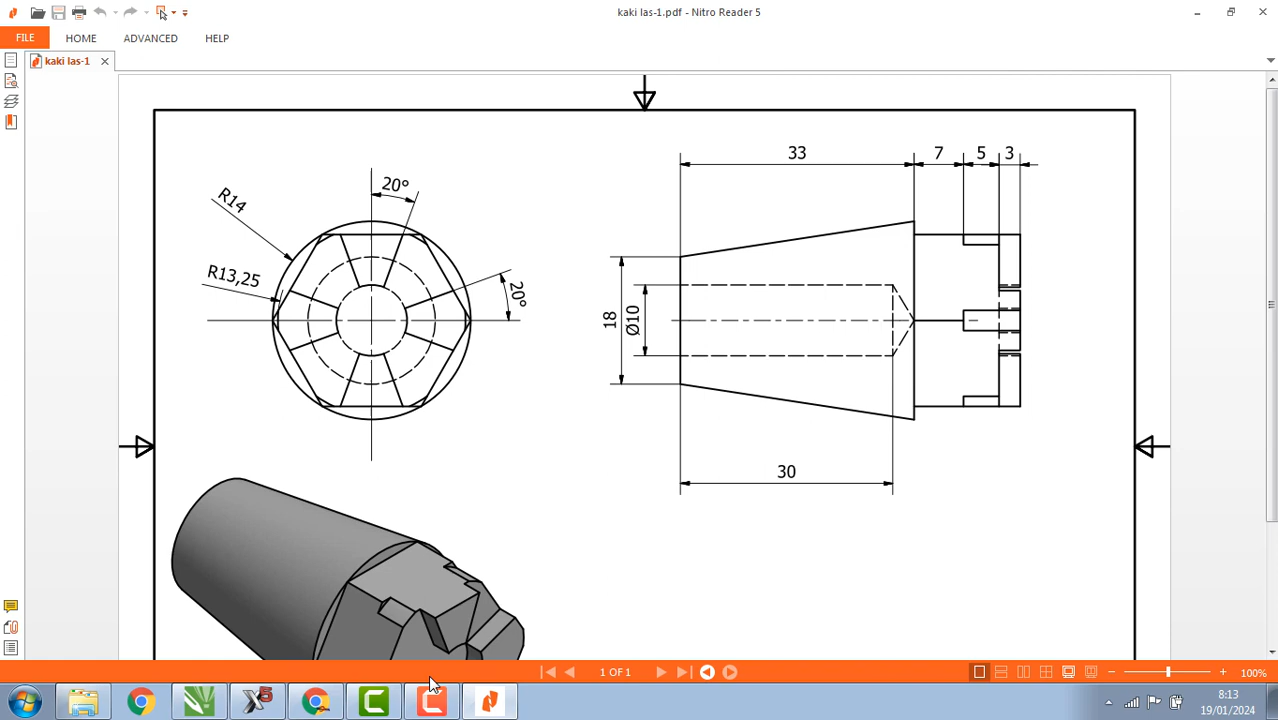 kaki las-1.pdf - Nitro Reader 5
FILE HOME ADVANCED HELP
kaki las-1
33 7 5 3
20°
R14
R13,25
20°
18
Ø10
30
1 OF 1
100%
8:13
19/01/2024